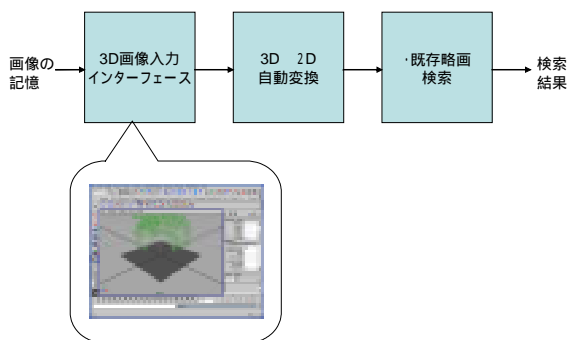 画像の
記憶
3D画像入力
インターフェース
3D 2D
自動変換
・既存略画
検索
検索
結果